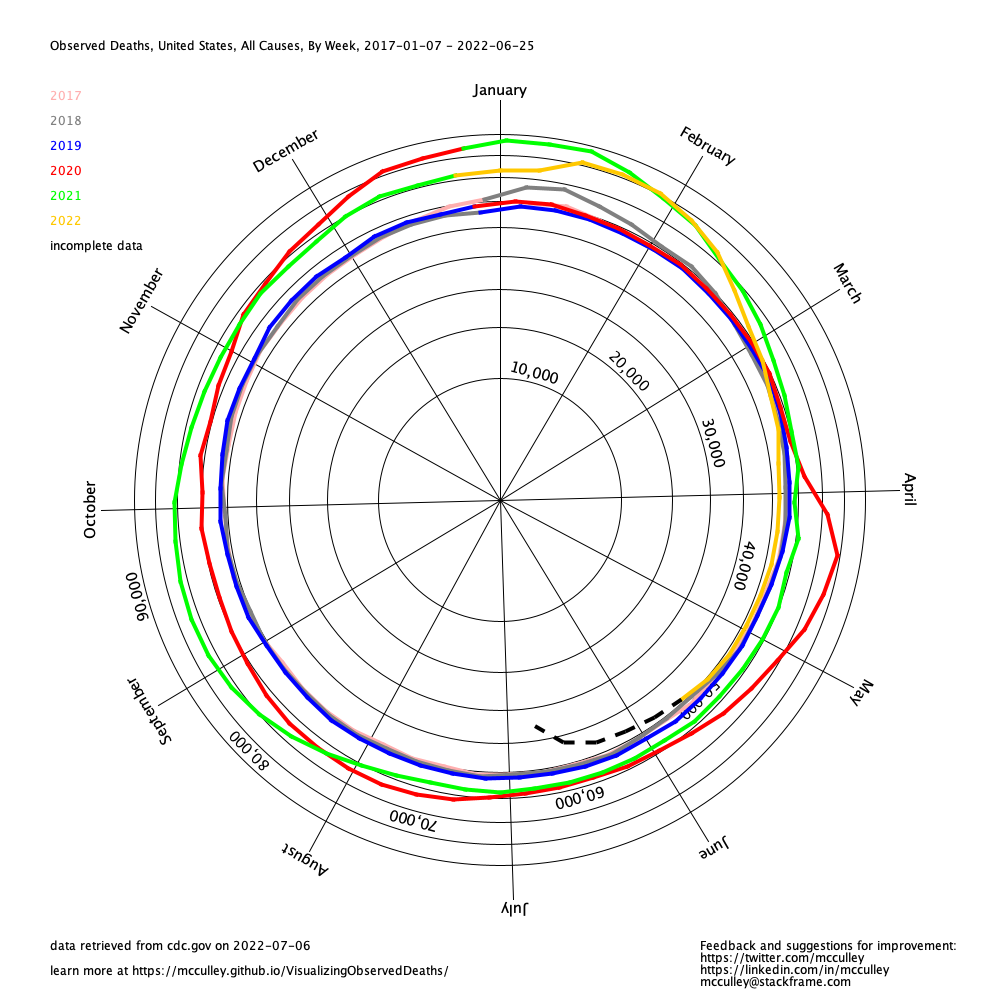 Observed Deaths, United States, All Causes, By Week, 2017-01-07 - 2022-06-25
2017
2018
2019
2020
2021
2022
incomplete data
January
February
March
April
May
June
July
August
September
October
November
December
10,000
20,000
30,000
40,000
50,000
60,000
70,000
80,000
90,000
data retrieved from cdc.gov on 2022-07-06
learn more at https://mcculley.github.io/VisualizingObservedDeaths/
Feedback and suggestions for improvement:
https://twitter.com/mcculley
https://linkedin.com/in/mcculley
mcculley@stackframe.com